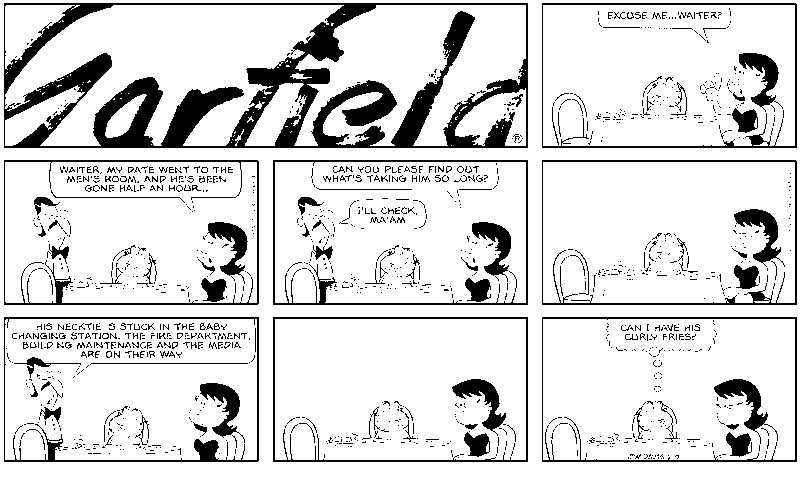 Garfield
®
EXCUSE ME...WAITER?
WAITER, MY DATE WENT TO THE
MEN'S ROOM, AND HE'S BEEN
GONE HALF AN HOUR...
CAN YOU PLEASE FIND OUT
WHAT'S TAKING HIM SO LONG?
I'LL CHECK,
MA'AM
HIS NECKTIE IS STUCK IN THE BABY
CHANGING STATION. THE FIRE DEPARTMENT,
BUILDING MAINTENANCE AND THE MEDIA
ARE ON THEIR WAY
CAN I HAVE HIS
CURLY FRIES?